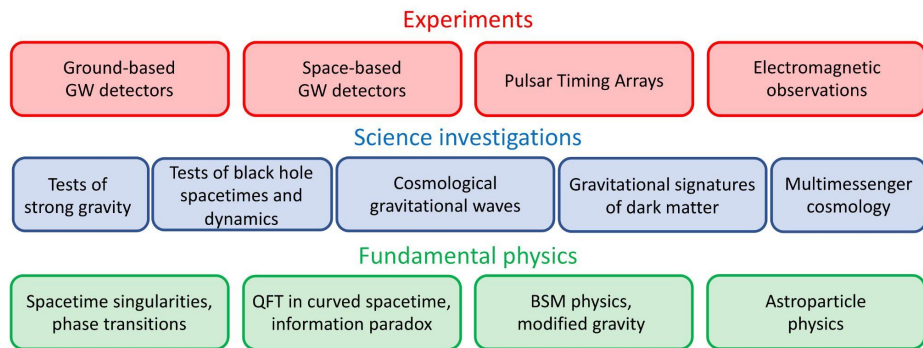 Experiments
Ground-based
GW detectors
Space-based
GW detectors
Pulsar Timing Arrays
Electromagnetic
observations
Science investigations
Tests of
strong gravity
Tests of black hole
spacetimes and
dynamics
Cosmological
gravitational waves
Gravitational signatures
of dark matter
Multimessenger
cosmology
Fundamental physics
Spacetime singularities,
phase transitions
QFT in curved spacetime,
information paradox
BSM physics,
modified gravity
Astroparticle
physics